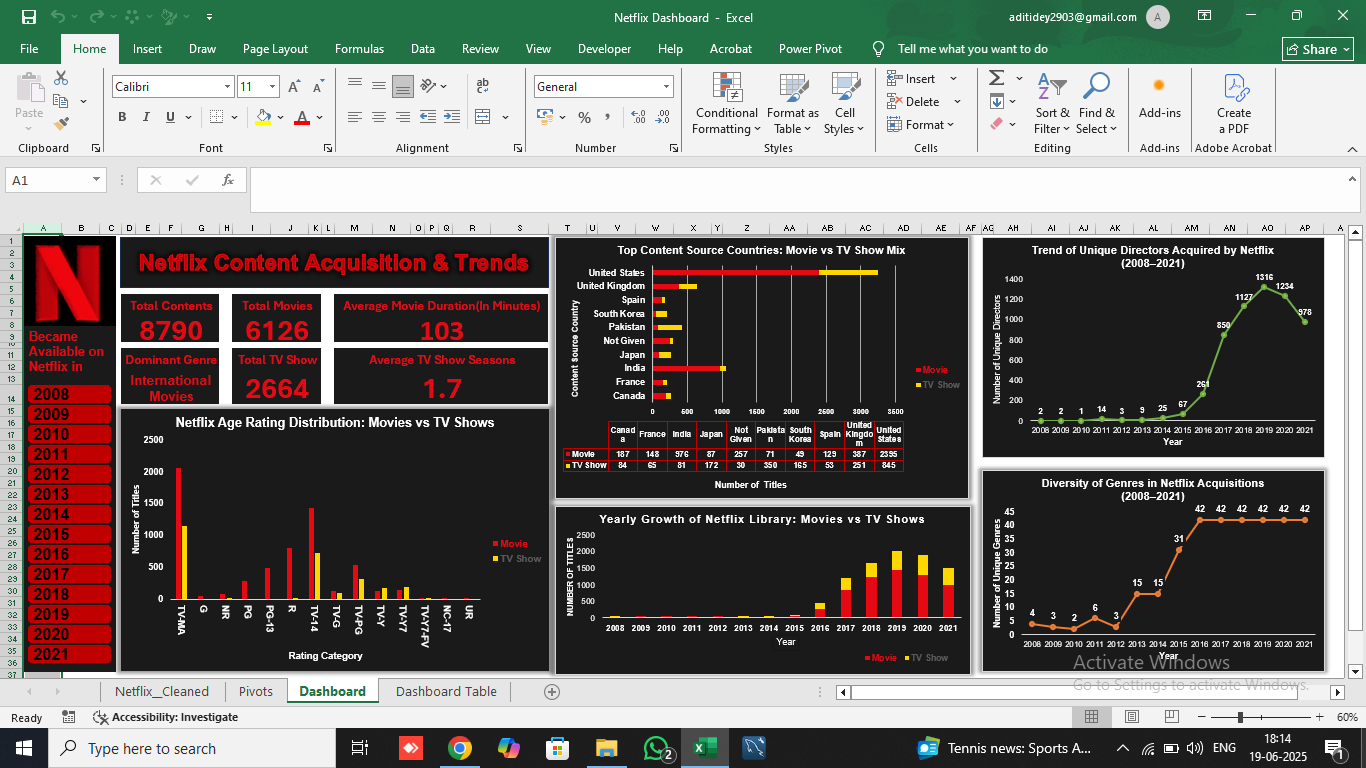 Netflix Dashboard - Excel
aditidey2903@gmail.com
A
File Home Insert Draw Page Layout Formulas Data Review View Developer Help Acrobat Power Pivot Tell me what you want to do
Share
Paste
Clipboard
Calibri 11
B I U
Font
Alignment
General
Number
Conditional Formatting
Format as Table
Cell Styles
Styles
Insert
Delete
Format
Cells
Sort & Filter
Find & Select
Editing
Add-ins
Add-ins
Create a PDF
Adobe Acrobat
A1
fx
A B C D E F G H I J K L M N O P Q R S T U V W X Y Z AA AB AC AD AE AF AG AH AI AJ AK AL AM AN AO AP
Netflix Content Acquisition & Trends
Total Contents
8790
Total Movies
6126
Average Movie Duration(In Minutes)
103
Dominant Genre
International
Movies
Total TV Show
2664
Average TV Show Seasons
1.7
Became
Available on
Netflix in
2008
2009
2010
2011
2012
2013
2014
2015
2016
2017
2018
2019
2020
2021
Netflix Age Rating Distribution: Movies vs TV Shows
Number of Titles
2500
2000
1500
1000
500
0
TV-MA G NR PG PG-13 R TV-14 TV-G TV-PG TV-Y TV-Y7 TV-Y7-FV NC-17 UR
Rating Category
Movie
TV Show
Top Content Source Countries: Movie vs TV Show Mix
Content Source Country
United States
United Kingdom
Spain
South Korea
Pakistan
Not Given
Japan
India
France
Canada
0 500 1000 1500 2000 2500 3000 3500
Movie
TV Show
Canada France India Japan Not Given Pakistan South Korea Spain United Kingdom United States
Movie 187 148 976 87 257 71 49 129 387 2395
TV Show 84 65 81 172 30 350 165 53 251 845
Number of Titles
Yearly Growth of Netflix Library: Movies vs TV Shows
NUMBER OF TITLES
2500
2000
1500
1000
500
0
2008 2009 2010 2011 2012 2013 2014 2015 2016 2017 2018 2019 2020 2021
Year
Movie TV Show
Trend of Unique Directors Acquired by Netflix
(2008–2021)
Number of Unique Directors
1400
1200
1000
800
600
400
200
0
2 2 1 14 3 9 25 67 261 850 1127 1316 1234 978
2008 2009 2010 2011 2012 2013 2014 2015 2016 2017 2018 2019 2020 2021
Year
Diversity of Genres in Netflix Acquisitions
(2008–2021)
Number of Unique Genres
45
40
35
30
25
20
15
10
5
0
4 3 2 6 3 15 15 31 42 42 42 42 42 42
2008 2009 2010 2011 2012 2013 2014 2015 2016 2017 2018 2019 2020 2021
Year
Activate Windows
Go to Settings to activate Windows.
Netflix_Cleaned Pivots Dashboard Dashboard Table
Ready Accessibility: Investigate 60%
Type here to search
2
Tennis news: Sports A...
ENG
18:14
19-06-2025
1